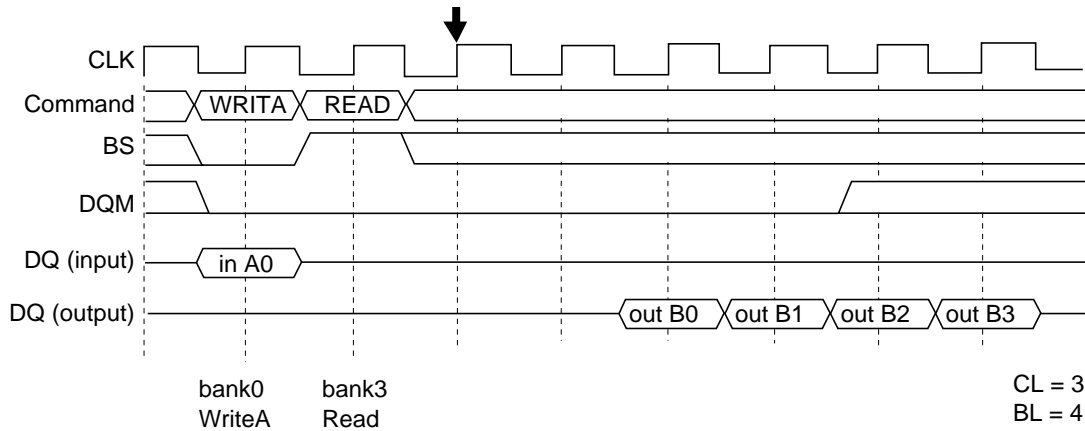 CLK
Command WRITA READ
BS
DQM
DQ (input) in A0
DQ (output) out B0 out B1 out B2 out B3
bank0 bank3 CL = 3
WriteA Read BL = 4